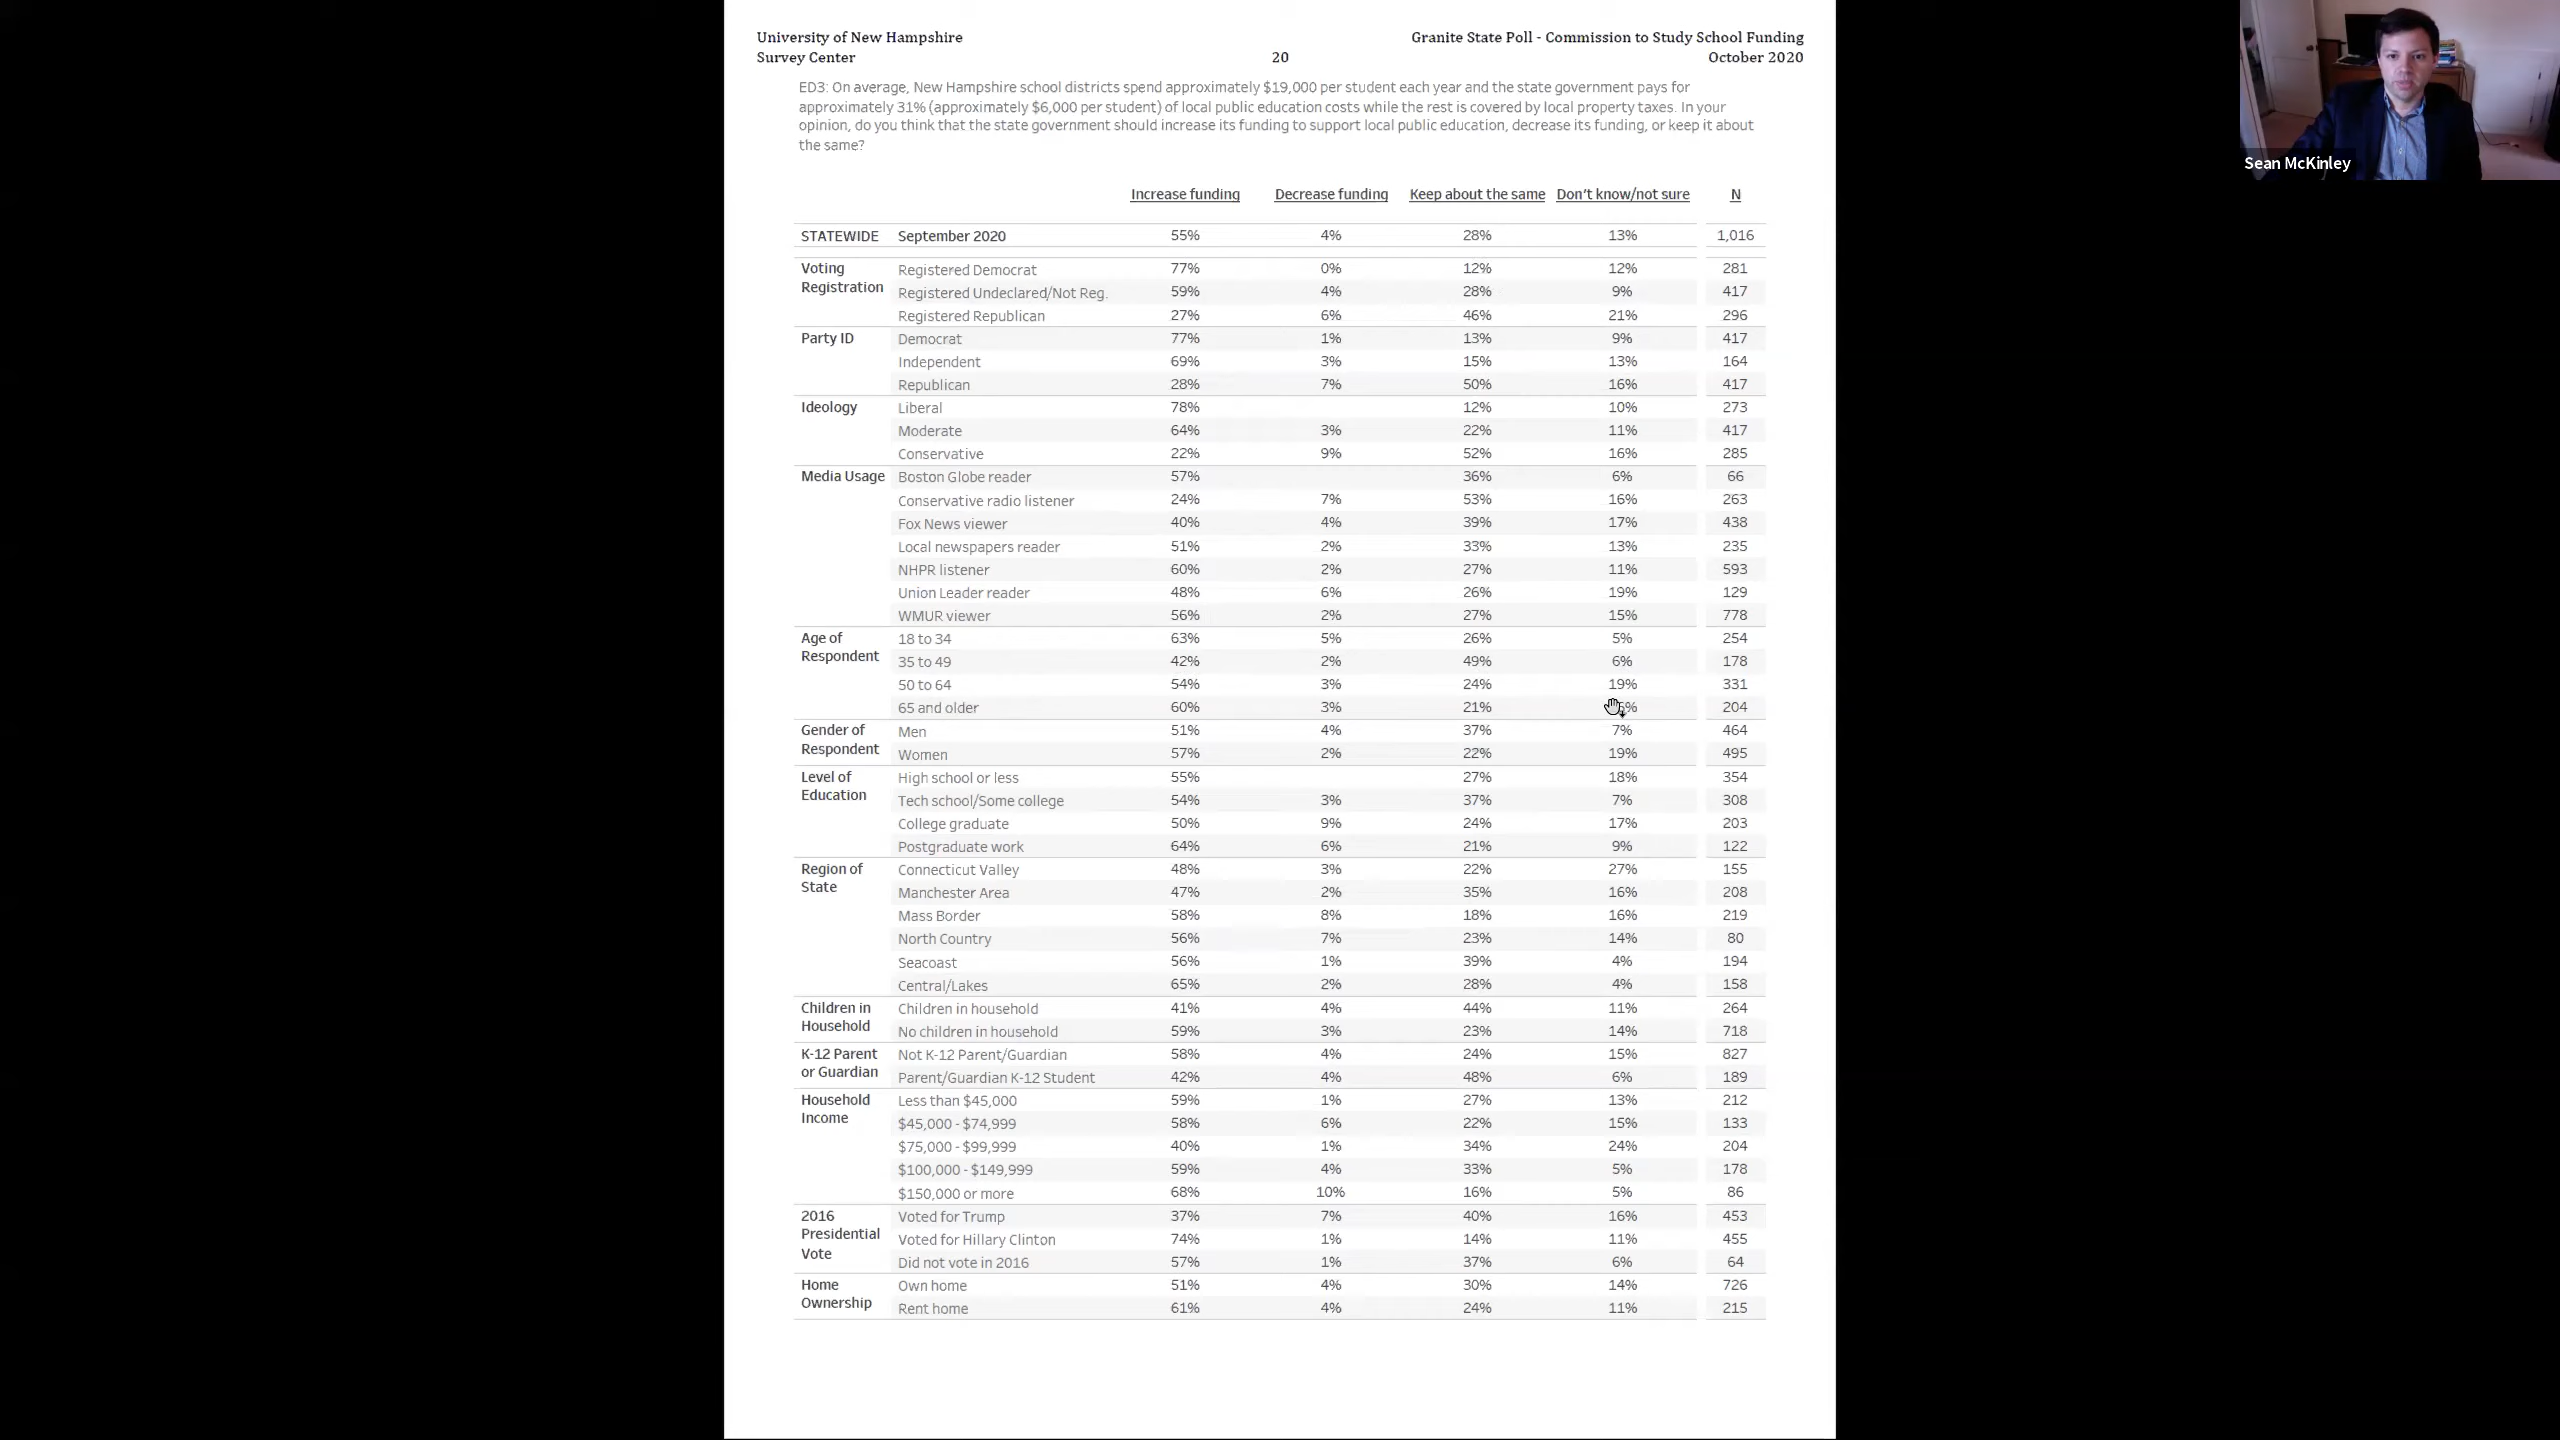 University of New Hampshire
Survey Center
20
Granite State Poll - Commission to Study School Funding
October 2020
Sean McKinley
ED3: On average, New Hampshire school districts spend approximately $19,000 per student each year and the state government pays for
approximately 31% (approximately $6,000 per student) of local public education costs while the rest is covered by local property taxes. In your
opinion, do you think that the state government should increase its funding to support local public education, decrease its funding, or keep it about
the same?
Increase funding Decrease funding Keep about the same Don't know/not sure N
STATEWIDE September 2020 55% 4% 28% 13% 1,016
Voting
Registration
Registered Democrat 77% 0% 12% 12% 281
Registered Undeclared/Not Reg. 59% 4% 28% 9% 417
Registered Republican 27% 6% 46% 21% 296
Party ID Democrat 77% 1% 13% 9% 417
Independent 69% 3% 15% 13% 164
Republican 28% 7% 50% 16% 417
Ideology Liberal 78% 12% 10% 273
Moderate 64% 3% 22% 11% 417
Conservative 22% 9% 52% 16% 285
Media Usage Boston Globe reader 57% 36% 6% 66
Conservative radio listener 24% 7% 53% 16% 263
Fox News viewer 40% 4% 39% 17% 438
Local newspapers reader 51% 2% 33% 13% 235
NHPR listener 60% 2% 27% 11% 593
Union Leader reader 48% 6% 26% 19% 129
WMUR viewer 56% 2% 27% 15% 778
Age of
Respondent
18 to 34 63% 5% 26% 5% 254
35 to 49 42% 2% 49% 6% 178
50 to 64 54% 3% 24% 19% 331
65 and older 60% 3% 21% 204
Gender of
Respondent
Men 51% 4% 37% 7% 464
Women 57% 2% 22% 19% 495
Level of
Education
High school or less 55% 27% 18% 354
Tech school/Some college 54% 3% 37% 7% 308
College graduate 50% 9% 24% 17% 203
Postgraduate work 64% 6% 21% 9% 122
Region of
State
Connecticut Valley 48% 3% 22% 27% 155
Manchester Area 47% 2% 35% 16% 208
Mass Border 58% 8% 18% 16% 219
North Country 56% 7% 23% 14% 80
Seacoast 56% 1% 39% 4% 194
Central/Lakes 65% 2% 28% 4% 158
Children in
Household
Children in household 41% 4% 44% 11% 264
No children in household 59% 3% 23% 14% 718
K-12 Parent
or Guardian
Not K-12 Parent/Guardian 58% 4% 24% 15% 827
Parent/Guardian K-12 Student 42% 4% 48% 6% 189
Household
Income
Less than $45,000 59% 1% 27% 13% 212
$45,000 - $74,999 58% 6% 22% 15% 133
$75,000 - $99,999 40% 1% 34% 24% 204
$100,000 - $149,999 59% 4% 33% 5% 178
$150,000 or more 68% 10% 16% 5% 86
2016
Presidential
Vote
Voted for Trump 37% 7% 40% 16% 453
Voted for Hillary Clinton 74% 1% 14% 11% 455
Did not vote in 2016 57% 1% 37% 6% 64
Home
Ownership
Own home 51% 4% 30% 14% 726
Rent home 61% 4% 24% 11% 215